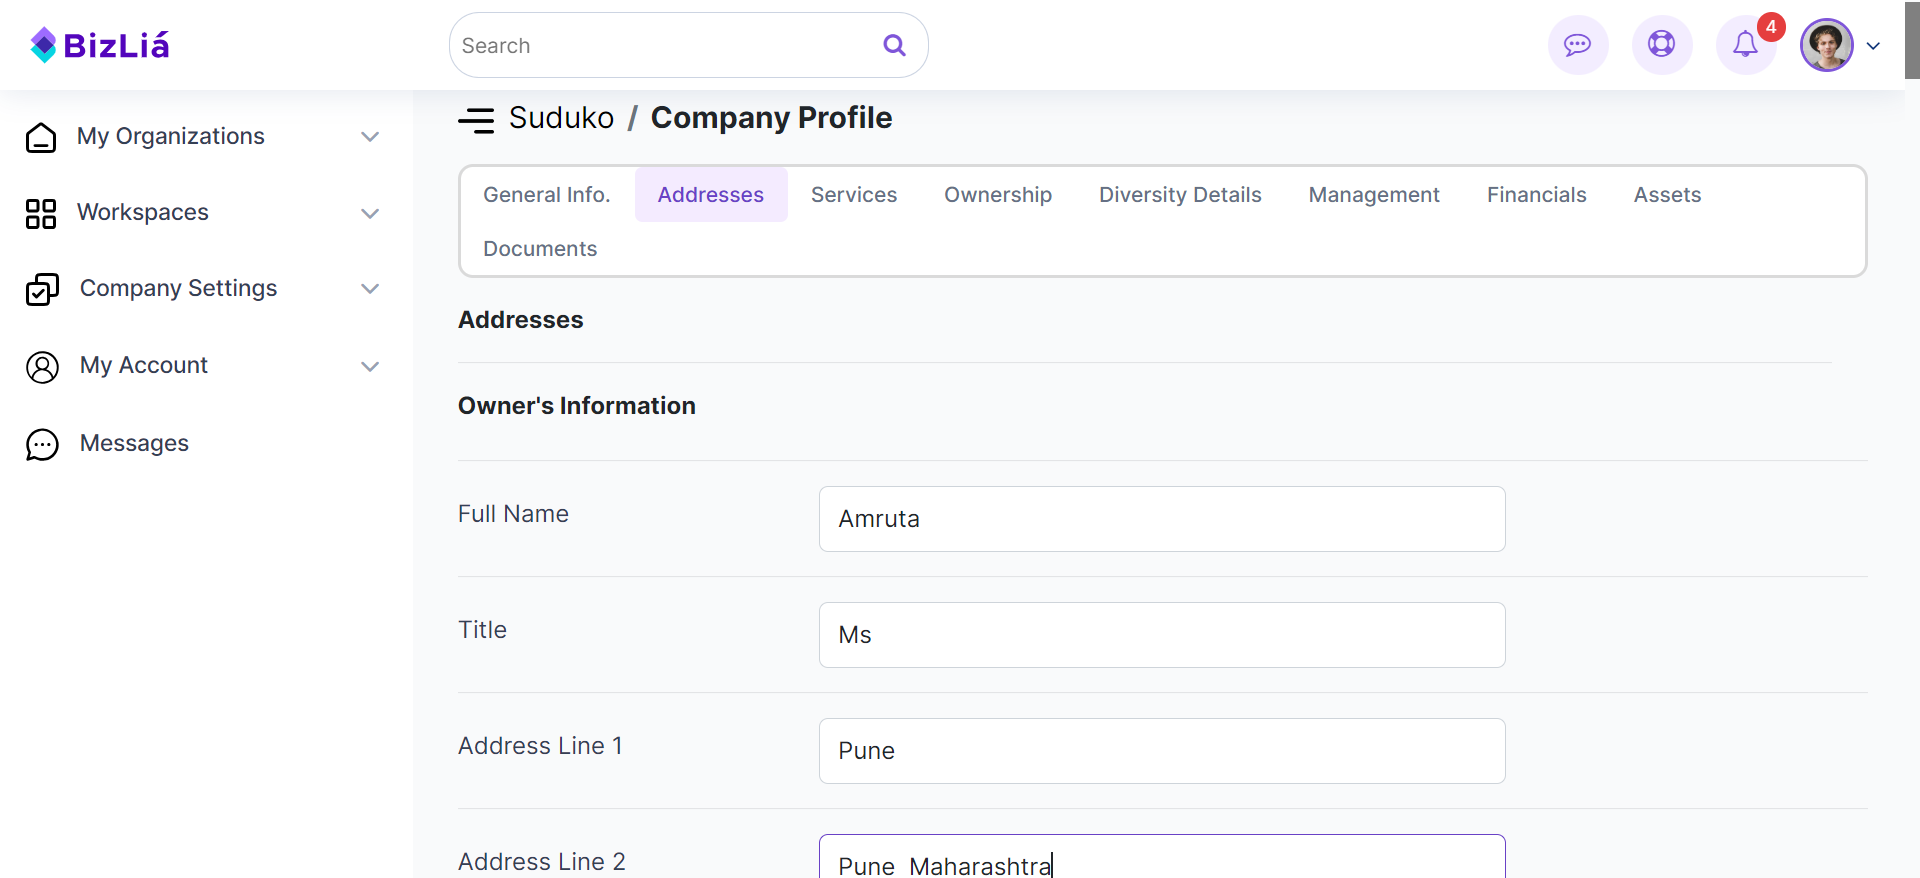 BizLiá
Search
4
My Organizations
Workspaces
Company Settings
My Account
Messages
Suduko / Company Profile
General Info. Addresses Services Ownership Diversity Details Management Financials Assets
Documents
Addresses
Owner's Information
Full Name
Amruta
Title
Ms
Address Line 1
Pune
Address Line 2
Pune Maharashtra